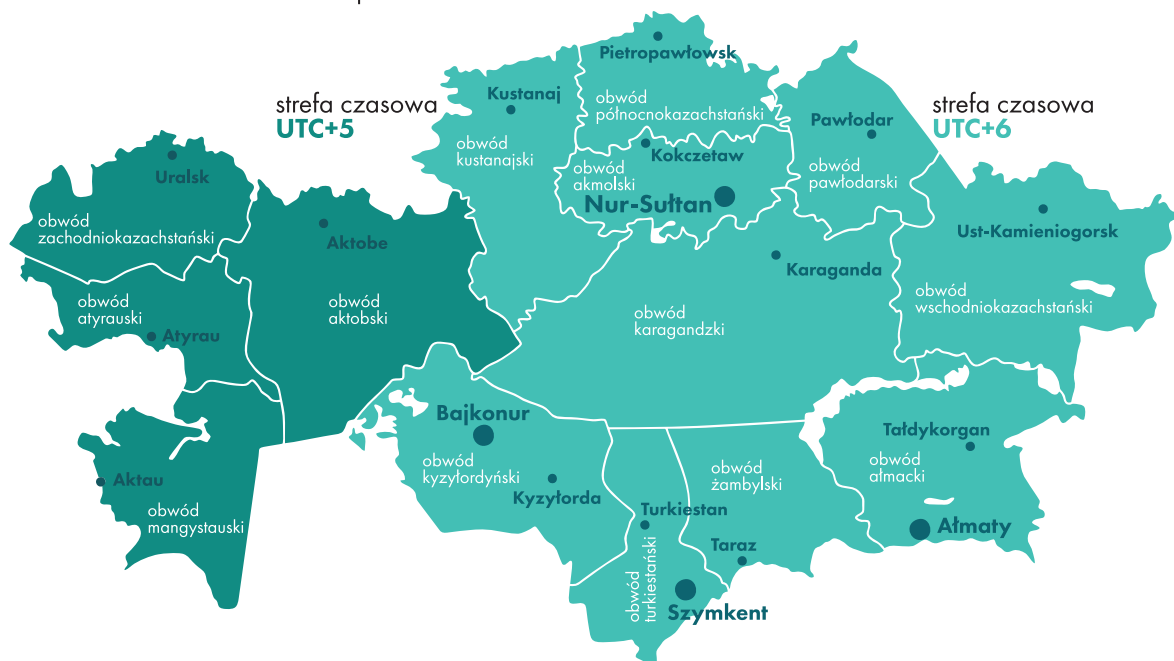 Pietropawłowsk
strefa czasowa
UTC+5
Kustanaj
obwód
północnokazachstański
strefa czasowa
UTC+6
Pawłodar
obwód
kustanajski
Kokczetaw
Uralsk
obwód
akmolski
obwód
pawłodarski
Nur-Sułtan
obwód
zachodniokazachstański
Aktobe
Ust-Kamieniogorsk
Karaganda
obwód
atyrauski
obwód
aktobski
obwód
karagandzki
obwód
wschodniokazachstański
Atyrau
Bajkonur
Tałdykorgan
obwód
kyzyłordyński
obwód
żambylski
obwód
ałmacki
Aktau
Kyzyłorda
obwód
mangystauski
Turkiestan
Ałmaty
Taraz
obwód
turkiestański
Szymkent